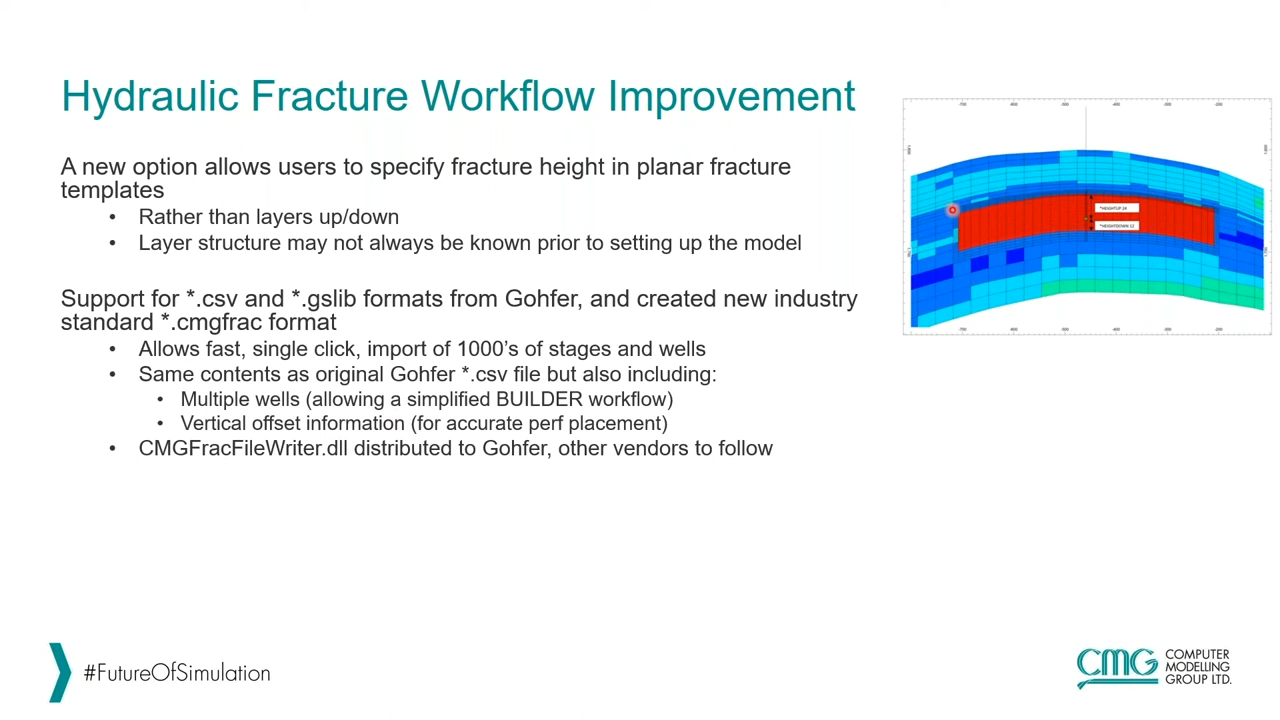 Hydraulic Fracture Workflow Improvement
A new option allows users to specify fracture height in planar fracture
templates
• Rather than layers up/down
• Layer structure may not always be known prior to setting up the model
Support for *.csv and *.gslib formats from Gohfer, and created new industry
standard *.cmgfrac format
• Allows fast, single click, import of 1000's of stages and wells
• Same contents as original Gohfer *.csv file but also including:
• Multiple wells (allowing a simplified BUILDER workflow)
• Vertical offset information (for accurate perf placement)
• CMGFracFileWriter.dll distributed to Gohfer, other vendors to follow
*HEIGHTUP 24
*HEIGHTDOWN 12
#FutureOfSimulation
CMG
COMPUTER
MODELLING
GROUP LTD.